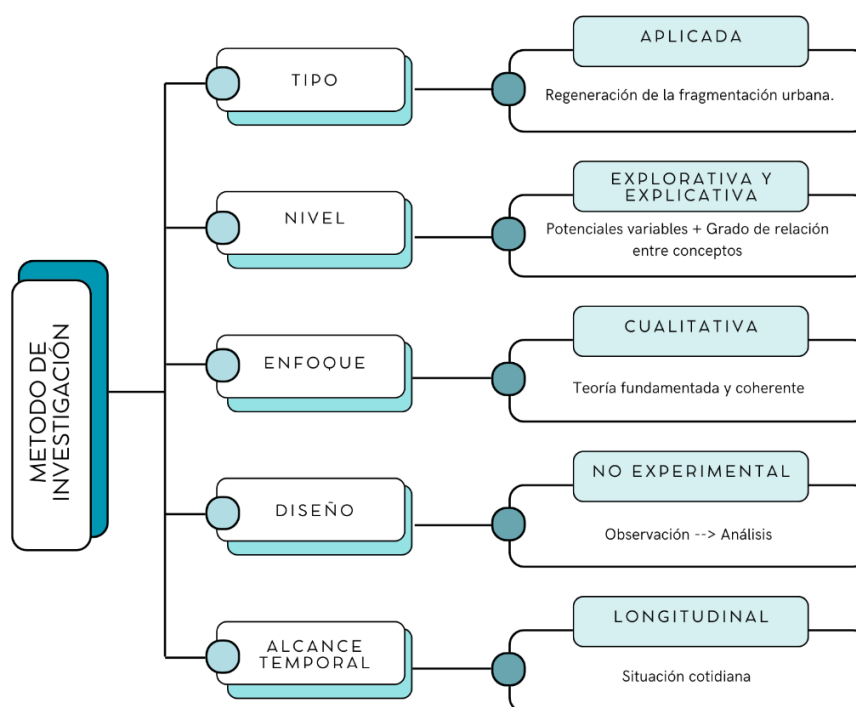 METODO DE
INVESTIGACIÓN
TIPO
APLICADA
Regeneración de la fragmentación urbana.
NIVEL
EXPLORATIVA Y
EXPLICATIVA
Potenciales variables + Grado de relación
entre conceptos
ENFOQUE
CUALITATIVA
Teoría fundamentada y coherente
DISEÑO
NO EXPERIMENTAL
Observación --> Análisis
ALCANCE
TEMPORAL
LONGITUDINAL
Situación cotidiana